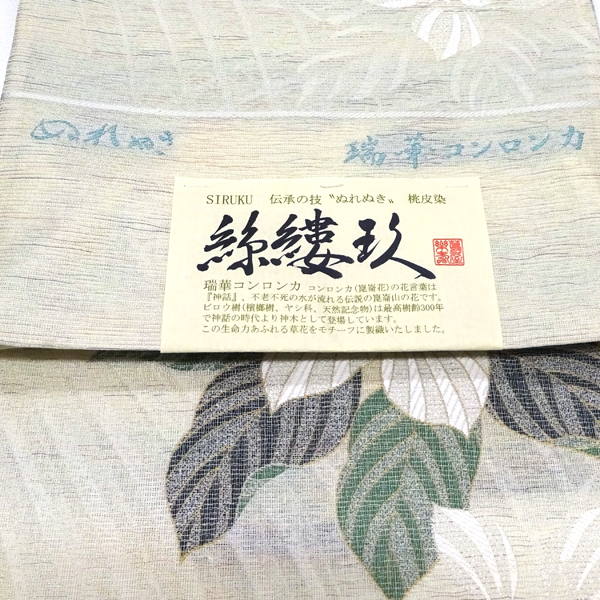 ぬれぬき
瑞華コンロンカ
SIRUKU 伝承の技〝ぬれぬき〟 桃皮染
絲縷玖
瑞華コンロンカ コンロンカ(崑崙花)の花言葉は
『神話』、不老不死の水が流れる伝説の崑崙山の花です。
ビロウ樹(檳榔樹、ヤシ科、天然記念物)は最高樹齢300年
で神話の時代より神木として登場しています。
この生命力あふれる草花をモチーフに製織いたしました。